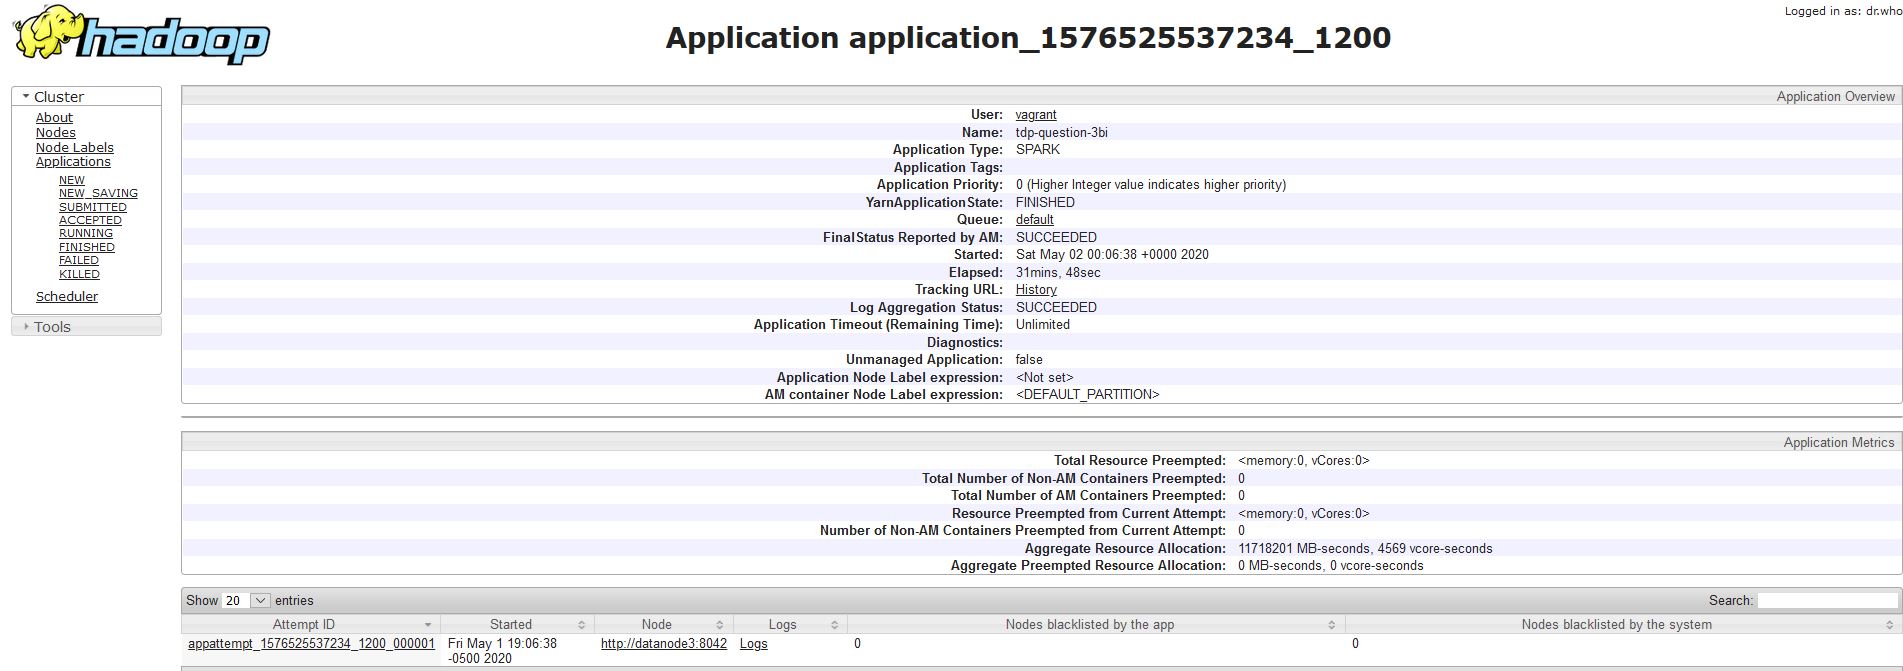 Logged in as: dr.who
hadoop
Application application_1576525537234_1200
Cluster
About
Nodes
Node Labels
Applications
NEW
NEW_SAVING
SUBMITTED
ACCEPTED
RUNNING
FINISHED
FAILED
KILLED
Scheduler
Tools
Application Overview
User: vagrant
Name: tdp-question-3bi
Application Type: SPARK
Application Tags:
Application Priority: 0 (Higher Integer value indicates higher priority)
YarnApplicationState: FINISHED
Queue: default
FinalStatus Reported by AM: SUCCEEDED
Started: Sat May 02 00:06:38 +0000 2020
Elapsed: 31mins, 48sec
Tracking URL: History
Log Aggregation Status: SUCCEEDED
Application Timeout (Remaining Time): Unlimited
Diagnostics:
Unmanaged Application: false
Application Node Label expression: <Not set>
AM container Node Label expression: <DEFAULT_PARTITION>
Application Metrics
Total Resource Preempted: <memory:0, vCores:0>
Total Number of Non-AM Containers Preempted: 0
Total Number of AM Containers Preempted: 0
Resource Preempted from Current Attempt: <memory:0, vCores:0>
Number of Non-AM Containers Preempted from Current Attempt: 0
Aggregate Resource Allocation: 11718201 MB-seconds, 4569 vcore-seconds
Aggregate Preempted Resource Allocation: 0 MB-seconds, 0 vcore-seconds
Show 20 entries Search:
Attempt ID Started Node Logs Nodes blacklisted by the app Nodes blacklisted by the system
appattempt_1576525537234_1200_000001 Fri May 1 19:06:38 http://datanode3:8042 Logs 0 0
-0500 2020